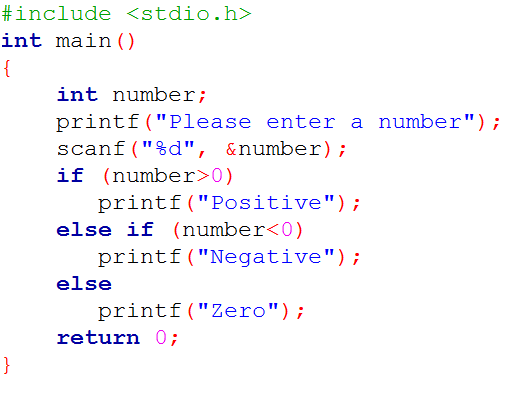 #include <stdio.h>
int main()
{
    int number;
    printf("Please enter a number");
    scanf("%d", &number);
    if (number>0)
       printf("Positive");
    else if (number<0)
       printf("Negative");
    else
       printf("Zero");
    return 0;
}